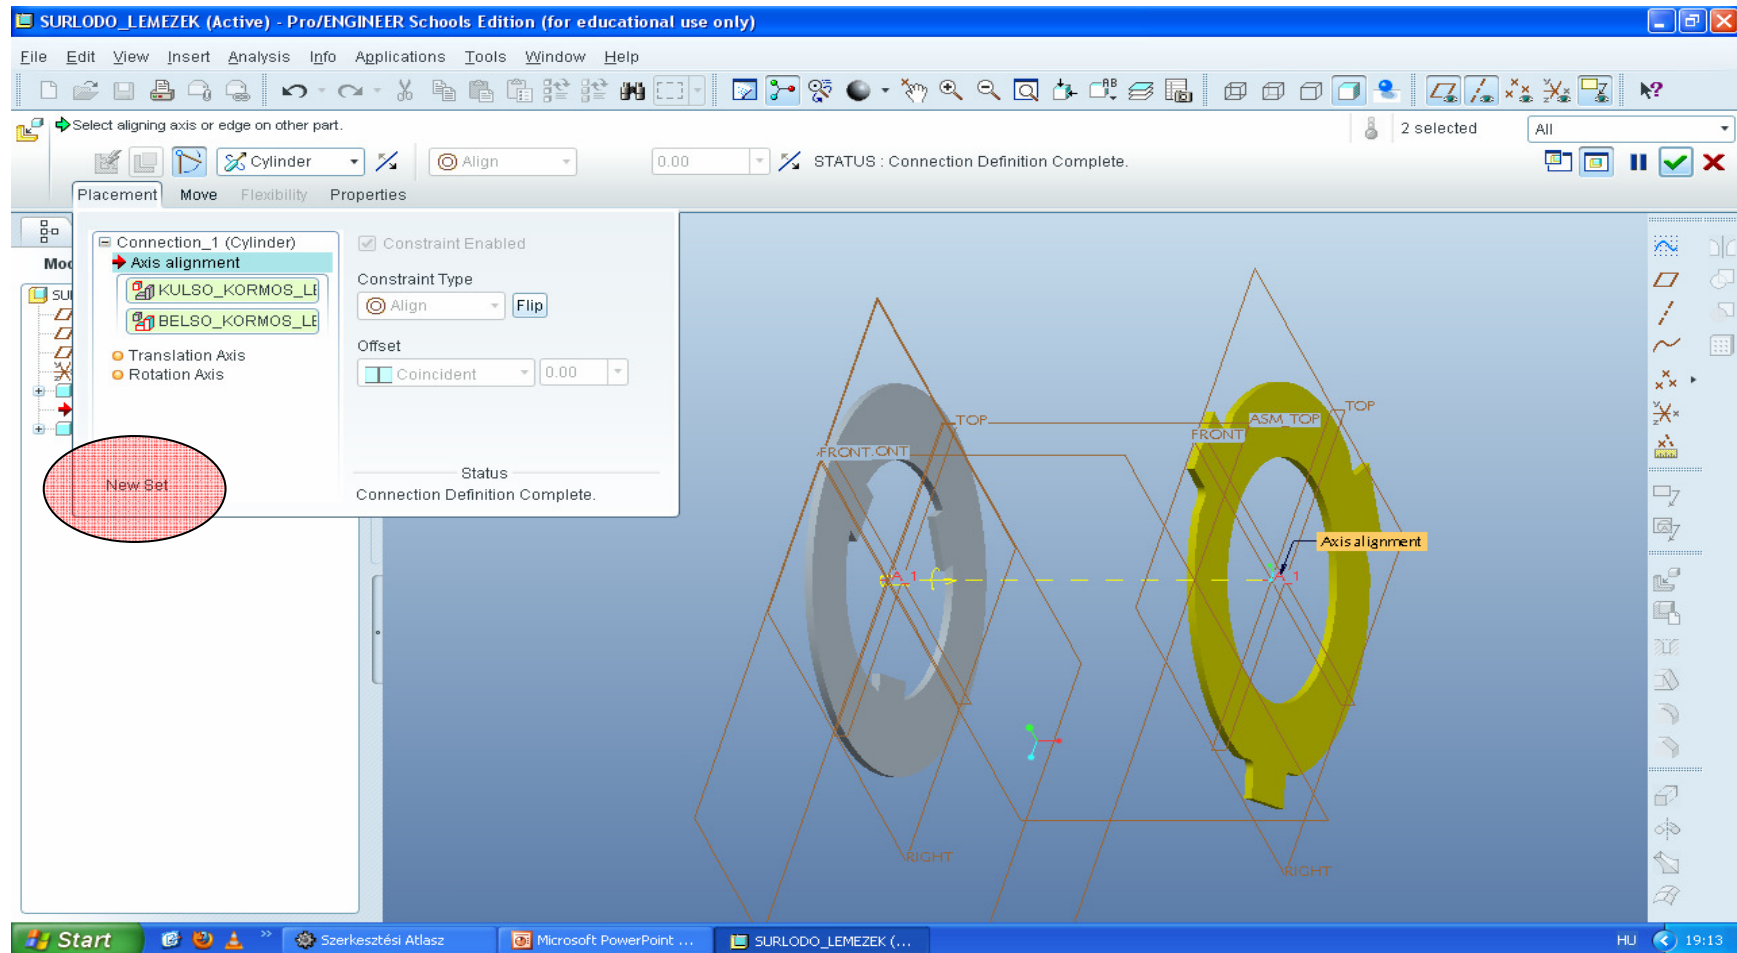 SURLODO_LEMEZEK (Active) - Pro/ENGINEER Schools Edition (for educational use only)
File Edit View Insert Analysis Info Applications Tools Window Help
Select aligning axis or edge on other part.
2 selected
All
Cylinder
Align
0.00
STATUS : Connection Definition Complete.
Placement Move Flexibility Properties
Connection_1 (Cylinder)
Axis alignment
KULSO_KORMOS_LE
BELSO_KORMOS_LE
Translation Axis
Rotation Axis
New Set
Constraint Enabled
Constraint Type
Align
Flip
Offset
Coincident
0.00
Status
Connection Definition Complete.
TOP
FRONT
A_1
RIGHT
TOP
ASM_TOP
FRONT
Axis alignment
RIGHT
Start
Szerkesztési Atlasz
Microsoft PowerPoint ...
SURLODO_LEMEZEK (...
HU
19:13